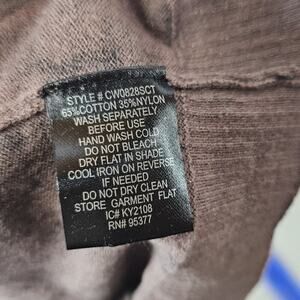 STYLE # CW0828SCT
65%COTTON 35%NYLON
WASH SEPARATELY
BEFORE USE
HAND WASH COLD
DO NOT BLEACH
DRY FLAT IN SHADE
COOL IRON ON REVERSE
IF NEEDED
DO NOT DRY CLEAN
STORE GARMENT FLAT
IC# KY2108
RN# 95377